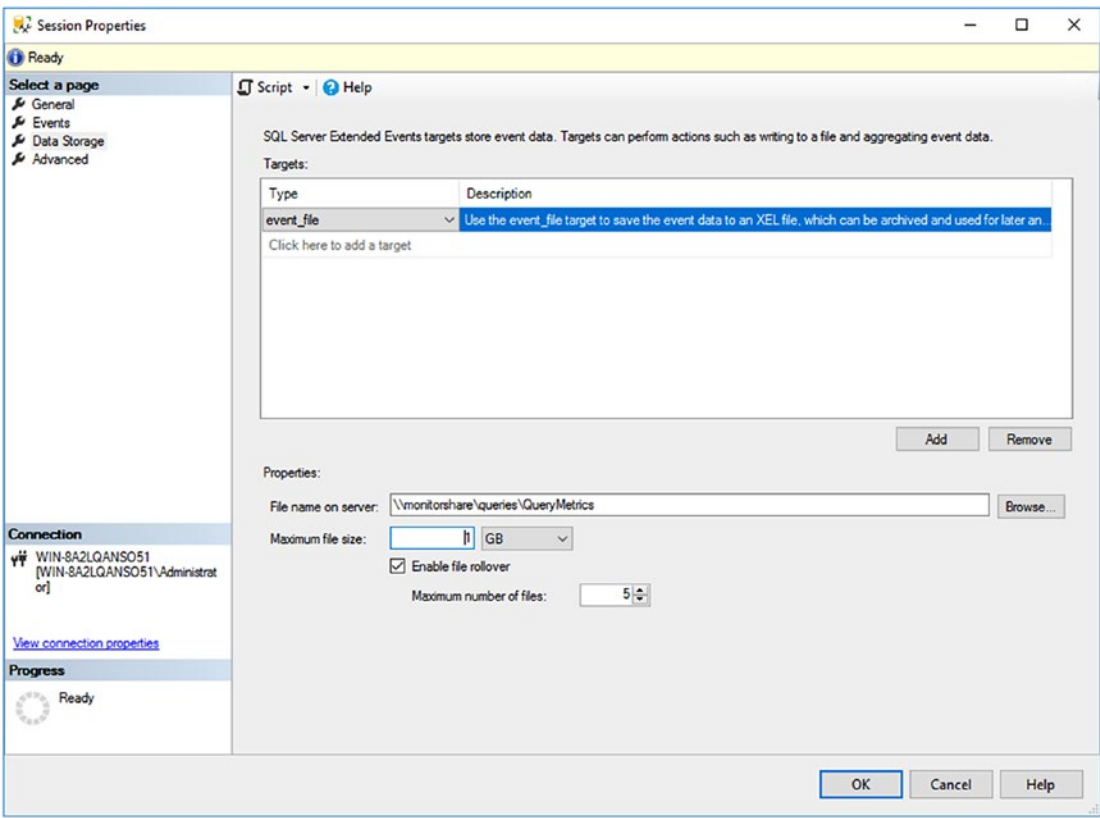 Session Properties
Ready
Select a page
General
Events
Data Storage
Advanced
Script
Help
SQL Server Extended Events targets store event data. Targets can perform actions such as writing to a file and aggregating event data.
Targets:
Type Description
event_file Use the event_file target to save the event data to an XEL file, which can be archived and used for later an...
Click here to add a target
Add Remove
Properties:
File name on server: \\monitorshare\queries\QueryMetrics Browse...
Maximum file size: 1 GB
Enable file rollover
Maximum number of files: 5
Connection
WIN-8A2LQANSO51
[WIN-8A2LQANSO51\Administrat
or]
View connection properties
Progress
Ready
OK Cancel Help